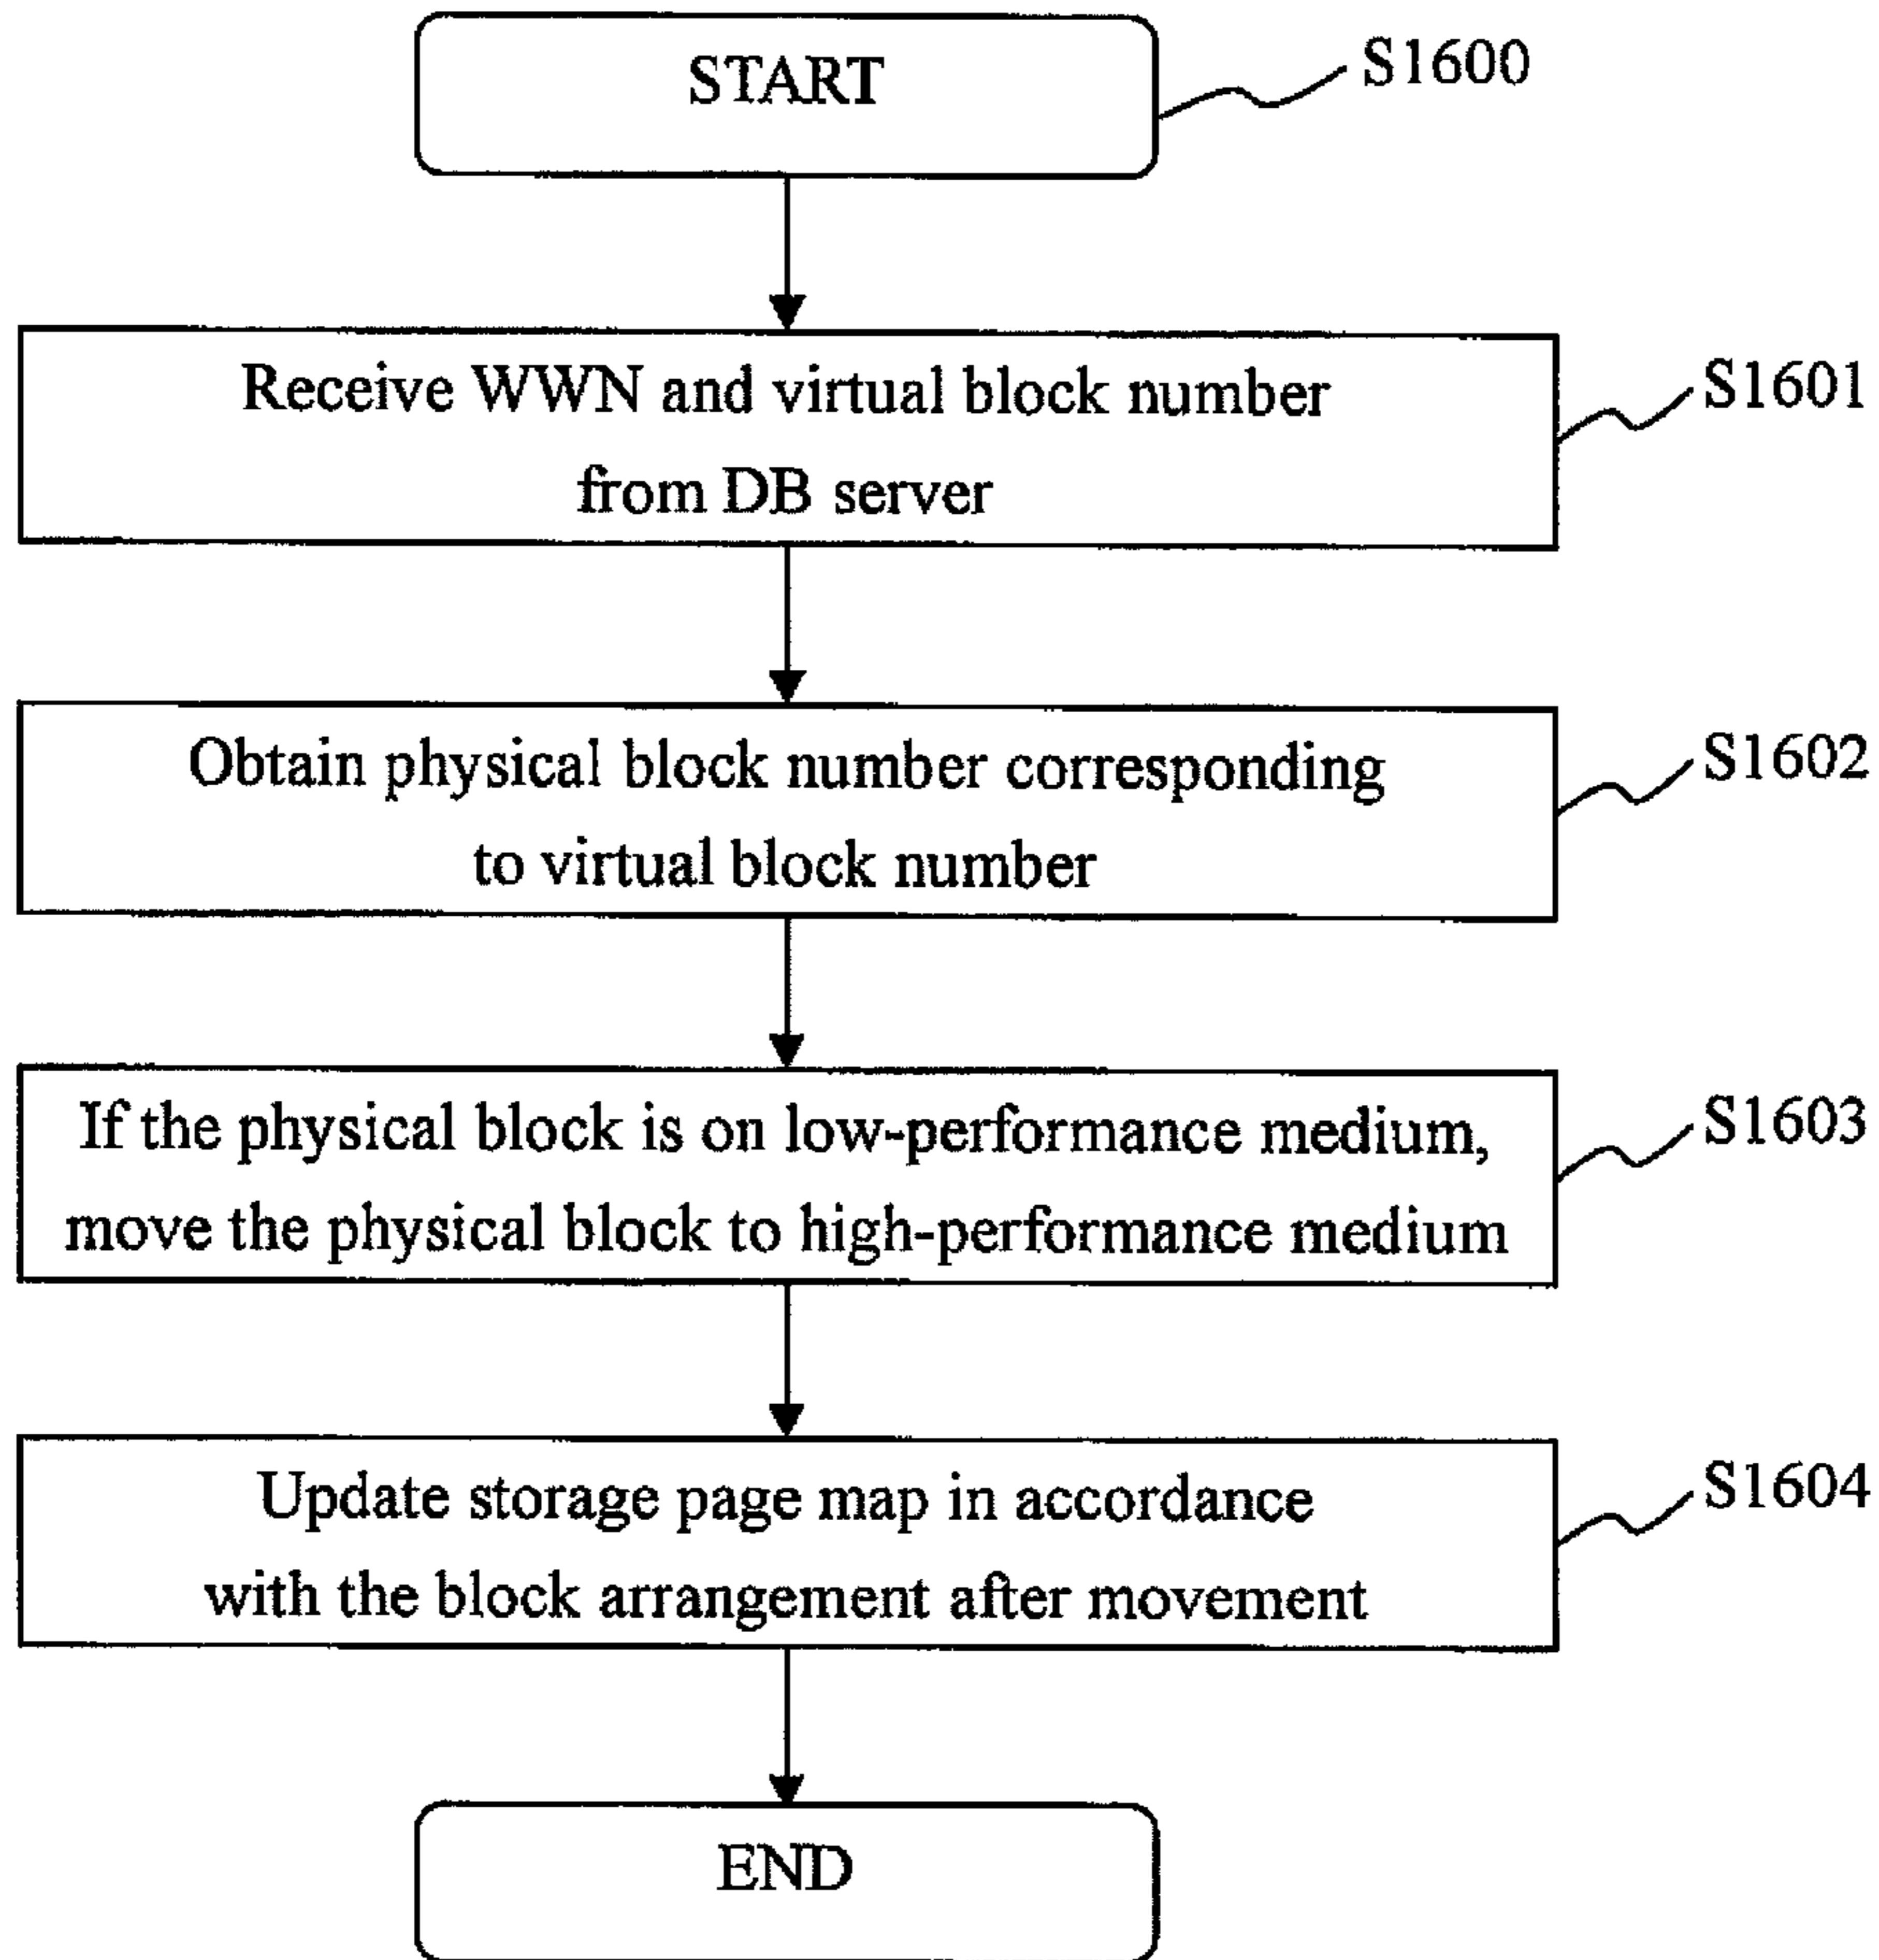 START
S1600
Receive WWN and virtual block number
from DB server
S1601
Obtain physical block number corresponding
to virtual block number
S1602
If the physical block is on low-performance medium,
move the physical block to high-performance medium
S1603
Update storage page map in accordance
with the block arrangement after movement
S1604
END